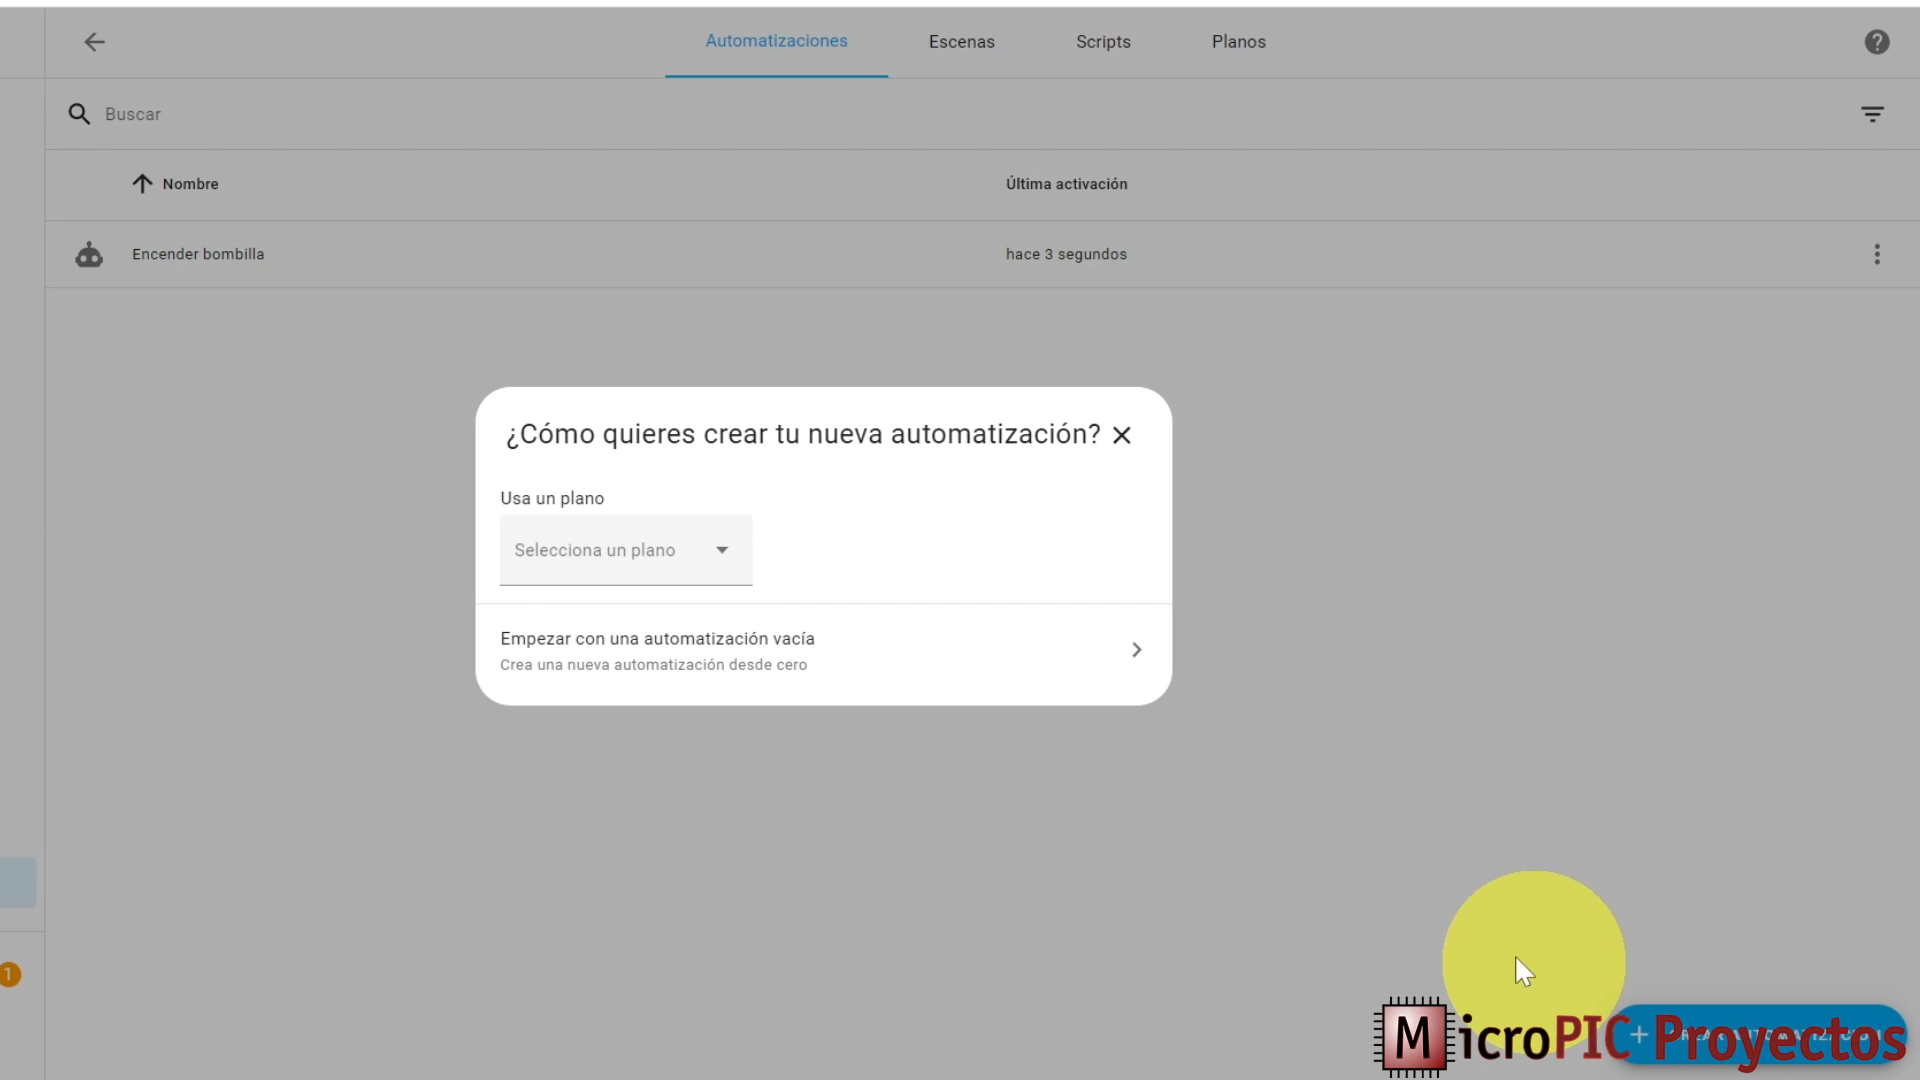 Automatizaciones
Escenas
Scripts
Planos
Buscar
Nombre
Última activación
Encender bombilla
hace 3 segundos
¿Cómo quieres crear tu nueva automatización?
Usa un plano
Selecciona un plano
Empezar con una automatización vacía
Crea una nueva automatización desde cero
1
MicroPIC Proyectos